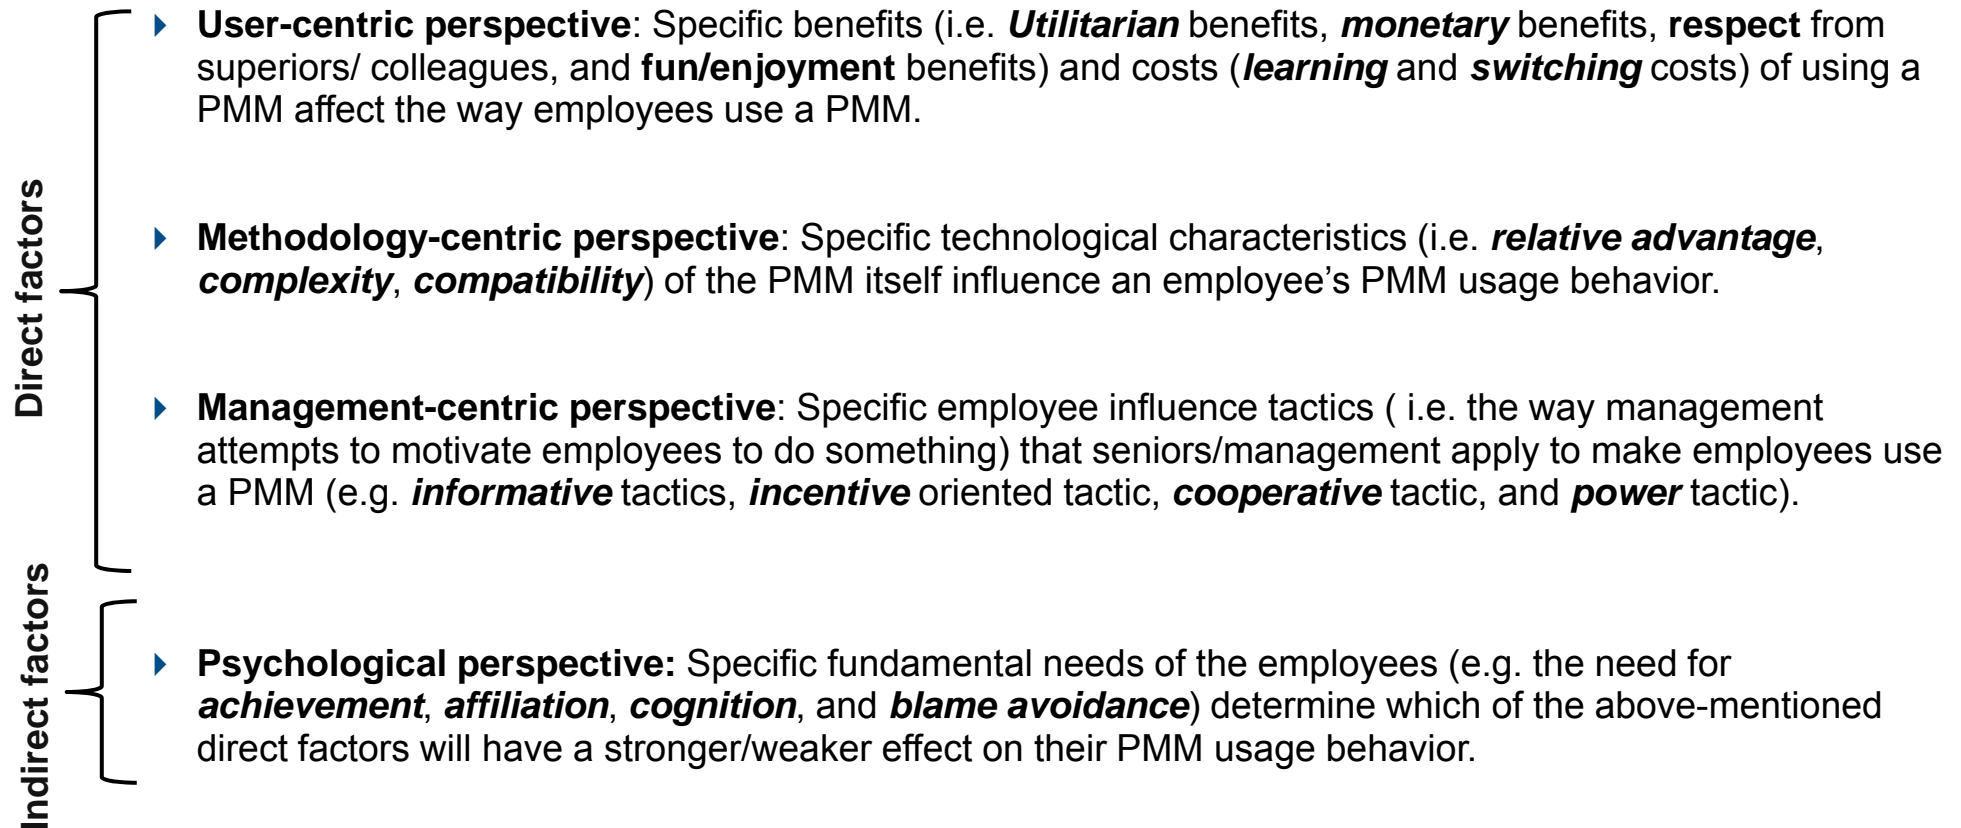 Direct factors
User-centric perspective: Specific benefits (i.e. Utilitarian benefits, monetary benefits, respect from
superiors/ colleagues, and fun/enjoyment benefits) and costs (learning and switching costs) of using a
PMM affect the way employees use a PMM.
Methodology-centric perspective: Specific technological characteristics (i.e. relative advantage,
complexity, compatibility) of the PMM itself influence an employee’s PMM usage behavior.
Management-centric perspective: Specific employee influence tactics ( i.e. the way management
attempts to motivate employees to do something) that seniors/management apply to make employees use
a PMM (e.g. informative tactics, incentive oriented tactic, cooperative tactic, and power tactic).
Indirect factors
Psychological perspective: Specific fundamental needs of the employees (e.g. the need for
achievement, affiliation, cognition, and blame avoidance) determine which of the above-mentioned
direct factors will have a stronger/weaker effect on their PMM usage behavior.